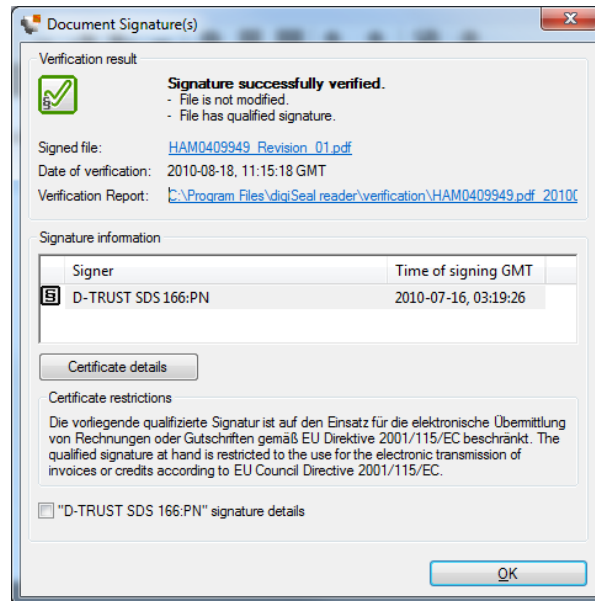 Document Signature(s)
Verification result
Signature successfully verified.
- File is not modified.
- File has qualified signature.
Signed file: HAM0409949_Revision_01.pdf
Date of verification: 2010-08-18, 11:15:18 GMT
Verification Report: C:\Program Files\digiSeal reader\verification\HAM0409949.pdf_20100
Signature information
Signer Time of signing GMT
D-TRUST SDS 166:PN 2010-07-16, 03:19:26
Certificate details
Certificate restrictions
Die vorliegende qualifizierte Signatur ist auf den Einsatz für die elektronische Übermittlung
von Rechnungen oder Gutschriften gemäß EU Direktive 2001/115/EC beschränkt. The
qualified signature at hand is restricted to the use for the electronic transmission of
invoices or credits according to EU Council Directive 2001/115/EC.
"D-TRUST SDS 166:PN" signature details
OK